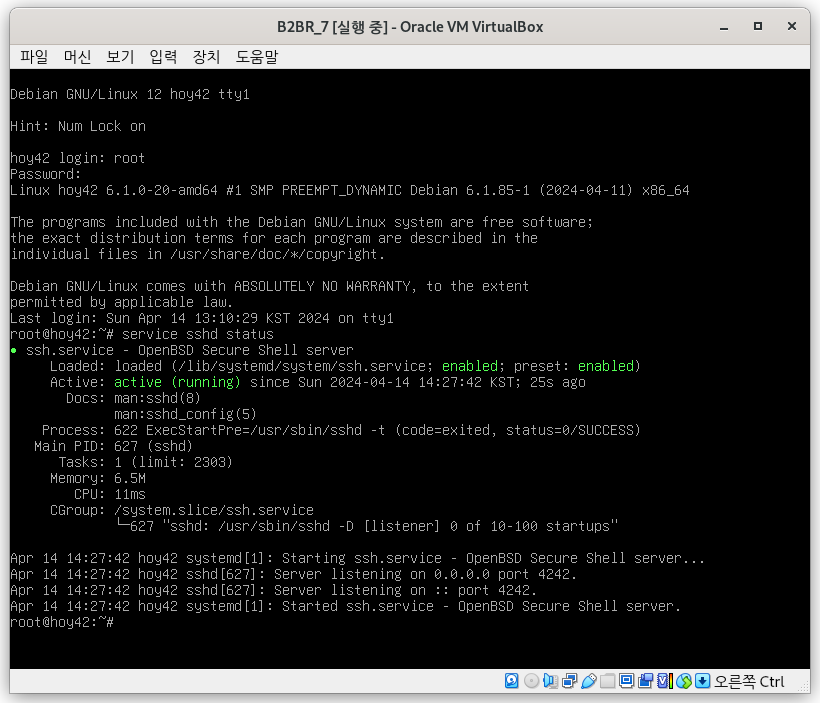 B2BR_7 [실행 중] - Oracle VM VirtualBox
파일 머신 보기 입력 장치 도움말
Debian GNU/Linux 12 hoy42 tty1
Hint: Num Lock on
hoy42 login: root
Password:
Linux hoy42 6.1.0-20-amd64 #1 SMP PREEMPT_DYNAMIC Debian 6.1.85-1 (2024-04-11) x86_64
The programs included with the Debian GNU/Linux system are free software;
the exact distribution terms for each program are described in the
individual files in /usr/share/doc/*/copyright.
Debian GNU/Linux comes with ABSOLUTELY NO WARRANTY, to the extent
permitted by applicable law.
Last login: Sun Apr 14 13:10:29 KST 2024 on tty1
root@hoy42:~# service sshd status
● ssh.service - OpenBSD Secure Shell server
Loaded: loaded (/lib/systemd/system/ssh.service; enabled; preset: enabled)
Active: active (running) since Sun 2024-04-14 14:27:42 KST; 25s ago
Docs: man:sshd(8)
man:sshd_config(5)
Process: 622 ExecStartPre=/usr/sbin/sshd -t (code=exited, status=0/SUCCESS)
Main PID: 627 (sshd)
Tasks: 1 (limit: 2303)
Memory: 6.5M
CPU: 11ms
CGroup: /system.slice/ssh.service
└─627 "sshd: /usr/sbin/sshd -D [listener] 0 of 10-100 startups"
Apr 14 14:27:42 hoy42 systemd[1]: Starting ssh.service - OpenBSD Secure Shell server...
Apr 14 14:27:42 hoy42 sshd[627]: Server listening on 0.0.0.0 port 4242.
Apr 14 14:27:42 hoy42 sshd[627]: Server listening on :: port 4242.
Apr 14 14:27:42 hoy42 systemd[1]: Started ssh.service - OpenBSD Secure Shell server.
root@hoy42:~#
오른쪽 Ctrl